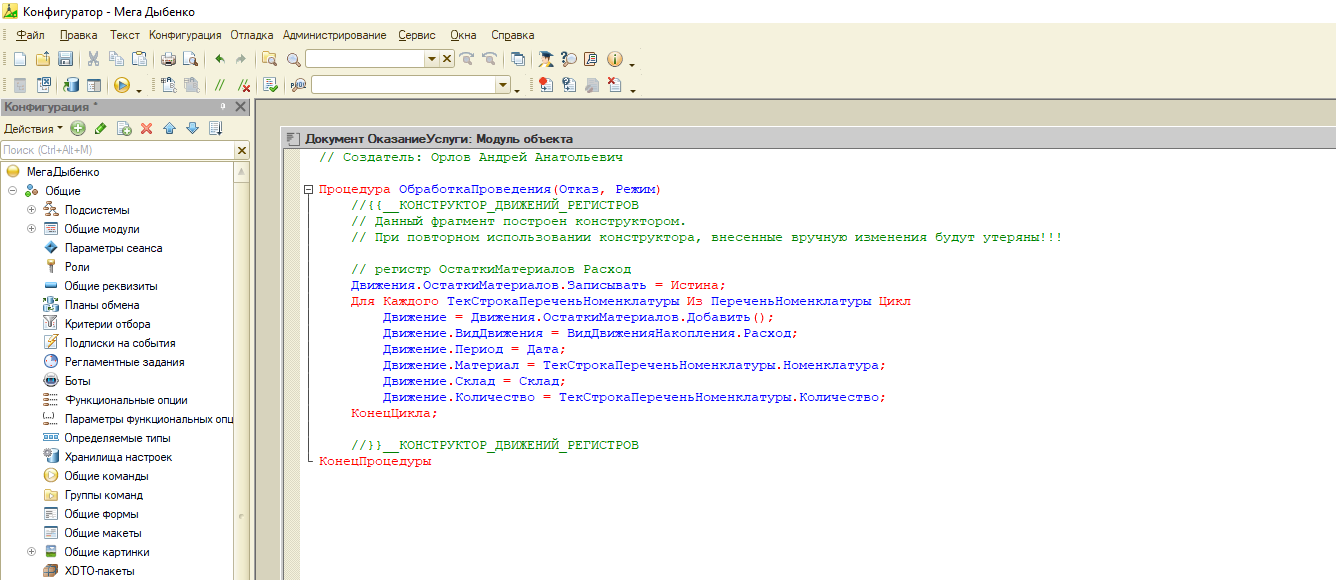 Конфигуратор - Мега Дыбенко
Файл Правка Текст Конфигурация Отладка Администрирование Сервис Окна Справка
Конфигурация *
Действия
Поиск (Ctrl+Alt+M)
МегаДыбенко
Общие
Подсистемы
Общие модули
Параметры сеанса
Роли
Общие реквизиты
Планы обмена
Критерии отбора
Подписки на события
Регламентные задания
Боты
Функциональные опции
Параметры функциональных опц
Определяемые типы
Хранилища настроек
Общие команды
Группы команд
Общие формы
Общие макеты
Общие картинки
XDTO-пакеты
Документ ОказаниеУслуги: Модуль объекта
// Создатель: Орлов Андрей Анатольевич
Процедура ОбработкаПроведения(Отказ, Режим)
//{{__КОНСТРУКТОР_ДВИЖЕНИЙ_РЕГИСТРОВ
// Данный фрагмент построен конструктором.
// При повторном использовании конструктора, внесенные вручную изменения будут утеряны!!!
// регистр ОстаткиМатериалов Расход
Движения.ОстаткиМатериалов.Записывать = Истина;
Для Каждого ТекСтрокаПереченьНоменклатуры Из ПереченьНоменклатуры Цикл
Движение = Движения.ОстаткиМатериалов.Добавить();
Движение.ВидДвижения = ВидДвиженияНакопления.Расход;
Движение.Период = Дата;
Движение.Материал = ТекСтрокаПереченьНоменклатуры.Номенклатура;
Движение.Склад = Склад;
Движение.Количество = ТекСтрокаПереченьНоменклатуры.Количество;
КонецЦикла;
//}}__КОНСТРУКТОР_ДВИЖЕНИЙ_РЕГИСТРОВ
КонецПроцедуры